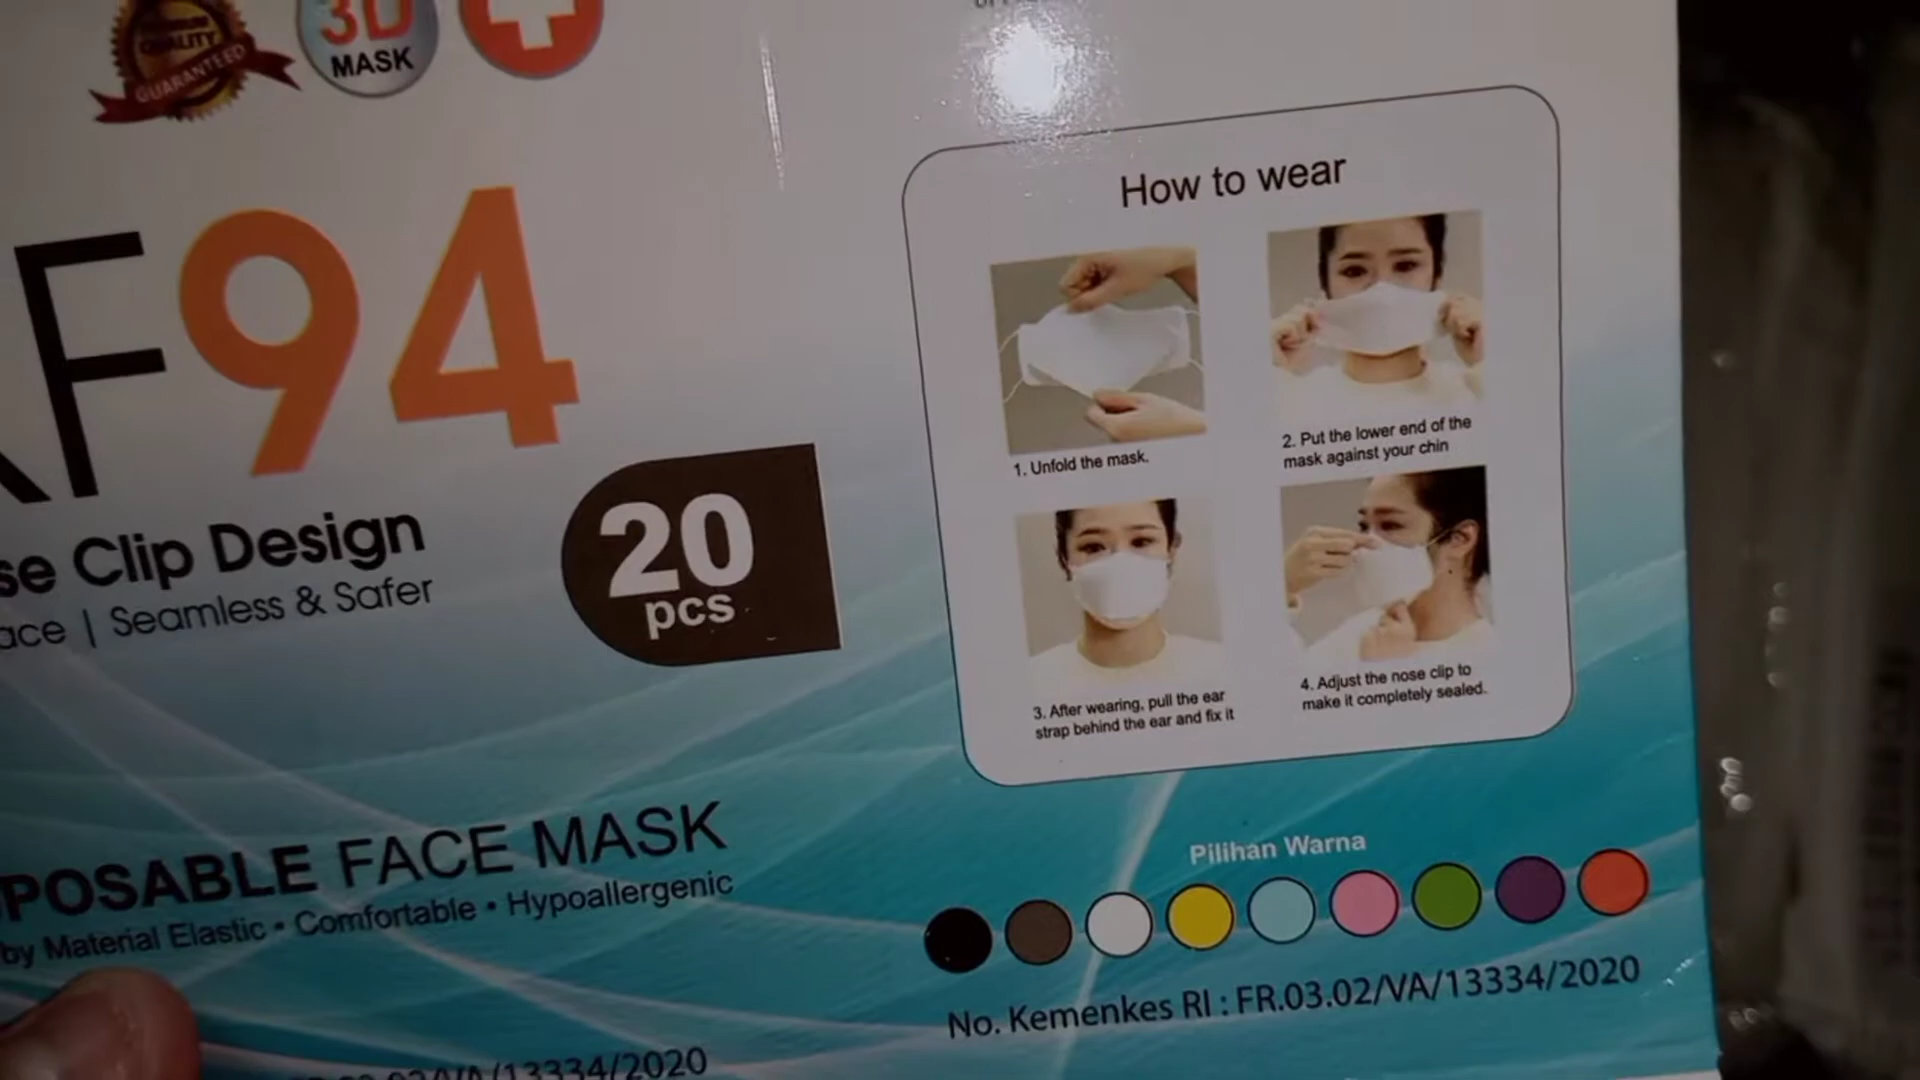 QUALITY
GUARANTEED
3D
MASK
F94
Clip Design
| Seamless & Safer
20
pcs
FACE MASK
by Material Elastic • Comfortable • Hypoallergenic
How to wear
1. Unfold the mask.
2. Put the lower end of the
mask against your chin
3. After wearing, pull the ear
strap behind the ear and fix it
4. Adjust the nose clip to
make it completely sealed.
Pilihan Warna
No. Kemenkes RI : FR.03.02/VA/13334/2020
/13334/2020